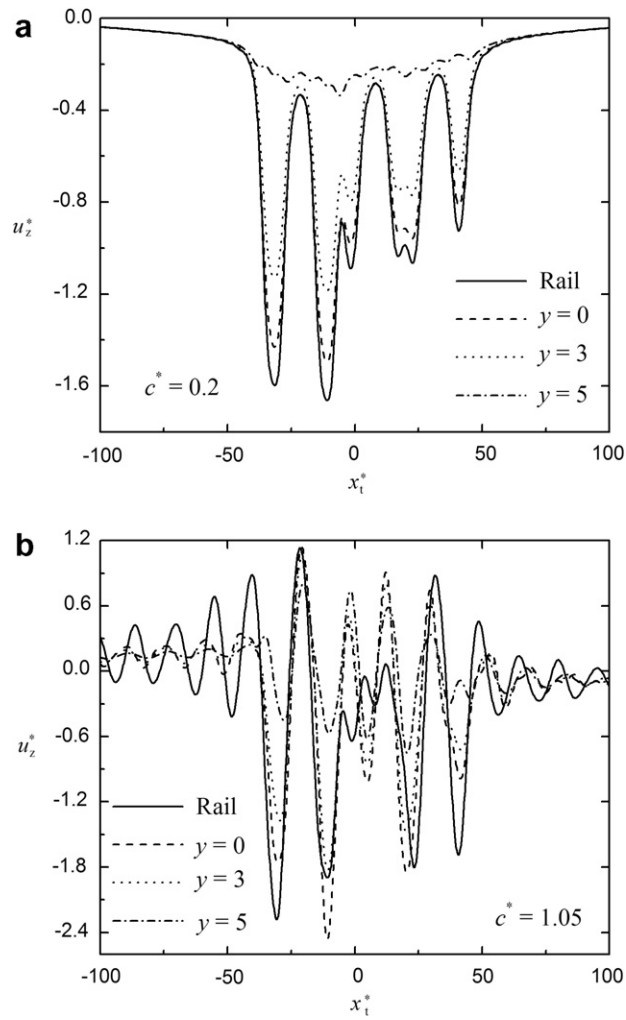 a
0.0
-0.4
-0.8
u*z
-1.2
-1.6
Rail
y = 0
y = 3
y = 5
c* = 0.2
-100 -50 0 50 100
x*t
b
1.2
0.6
0.0
-0.6
u*z
-1.2
-1.8
-2.4
Rail
y = 0
y = 3
y = 5
c* = 1.05
-100 -50 0 50 100
x*t